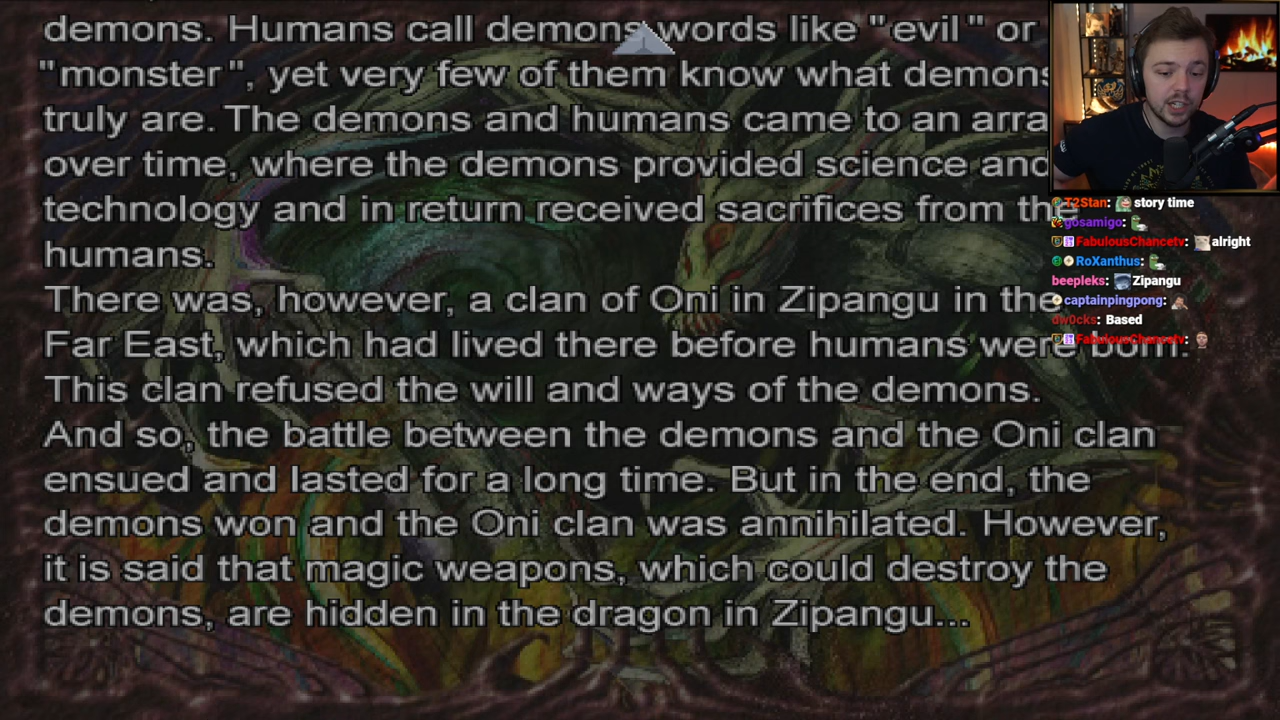 demons. Humans call demons words like "evil" or
"monster", yet very few of them know what demons
truly are. The demons and humans came to an arra
over time, where the demons provided science and
technology and in return received sacrifices from the
humans.
There was, however, a clan of Oni in Zipangu in the
Far East, which had lived there before humans were born.
This clan refused the will and ways of the demons.
And so, the battle between the demons and the Oni clan
ensued and lasted for a long time. But in the end, the
demons won and the Oni clan was annihilated. However,
it is said that magic weapons, which could destroy the
demons, are hidden in the dragon in Zipangu...
T2Stan: story time
gosamigo:
FabulousChancetv: alright
RoXanthus:
beepleks: Zipangu
captainpingpong:
dw0cks: Based
FabulousChancetv: